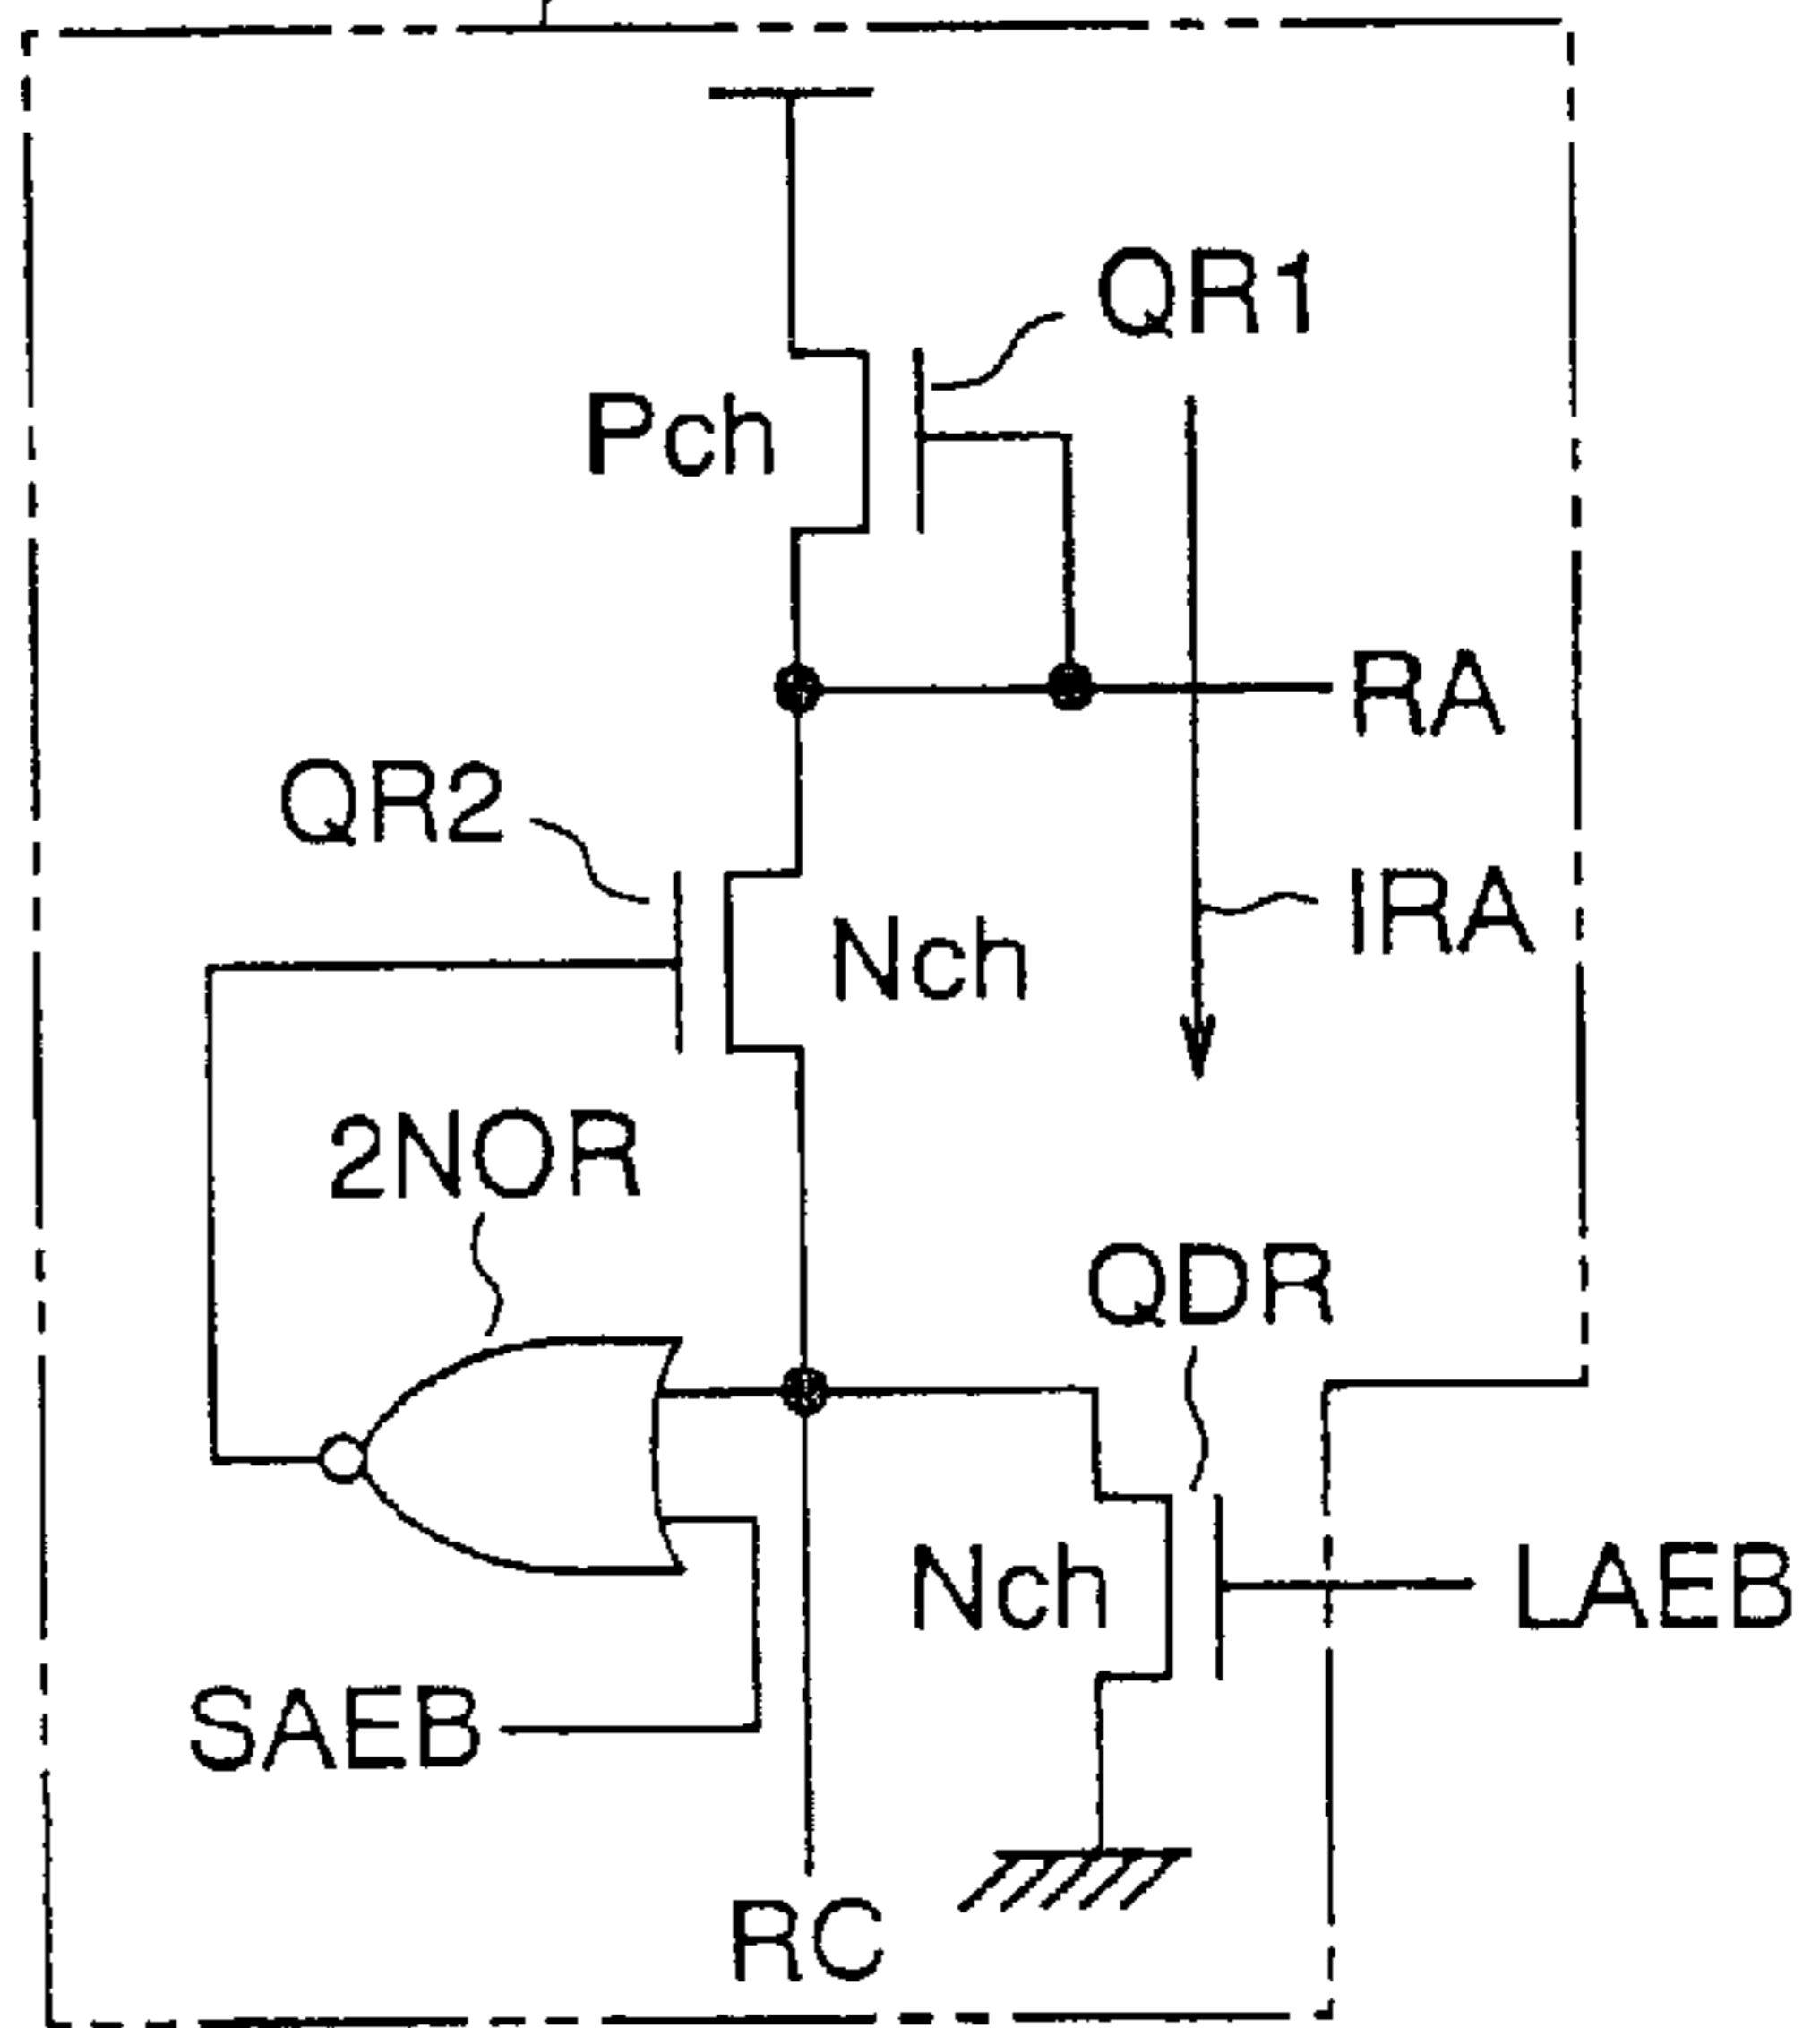 QR1
Pch
RA
QR2
IRA
Nch
2NOR
QDR
Nch
LAEB
SAEB
RC